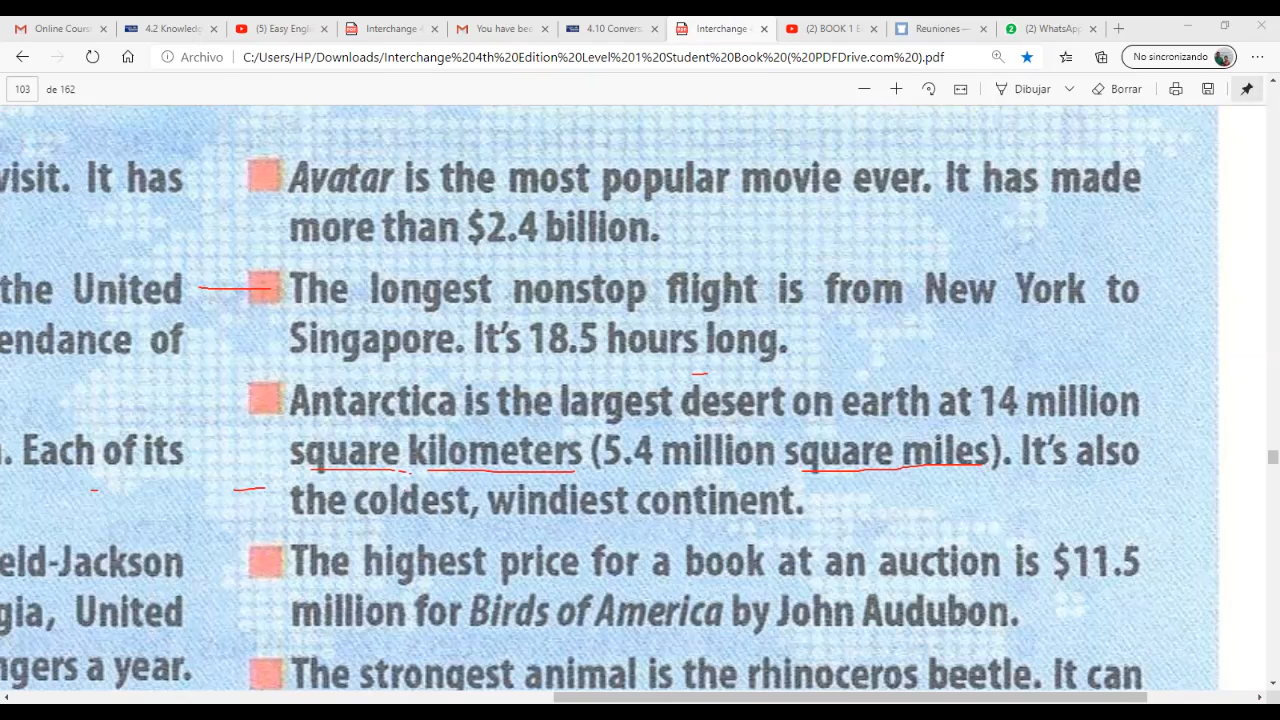 Online Cours
4.2 Knowled
(5) Easy Engl
Interchange
You have bee
4.10 Convers
Interchange
(2) BOOK 1 E
Reuniones —
2
(2) WhatsAp
Archivo
C:/Users/HP/Downloads/Interchange%204th%20Edition%20Level%201%20Student%20Book(%20PDFDrive.com%20).pdf
No sincronizando
103
de 162
Dibujar
Borrar
visit. It has
the United
endance of
. Each of its
eld-Jackson
gia, United
ngers a year.
Avatar is the most popular movie ever. It has made
more than $2.4 billion.
The longest nonstop flight is from New York to
Singapore. It's 18.5 hours long.
Antarctica is the largest desert on earth at 14 million
square kilometers (5.4 million square miles). It's also
the coldest, windiest continent.
The highest price for a book at an auction is $11.5
million for Birds of America by John Audubon.
The strongest animal is the rhinoceros beetle. It can